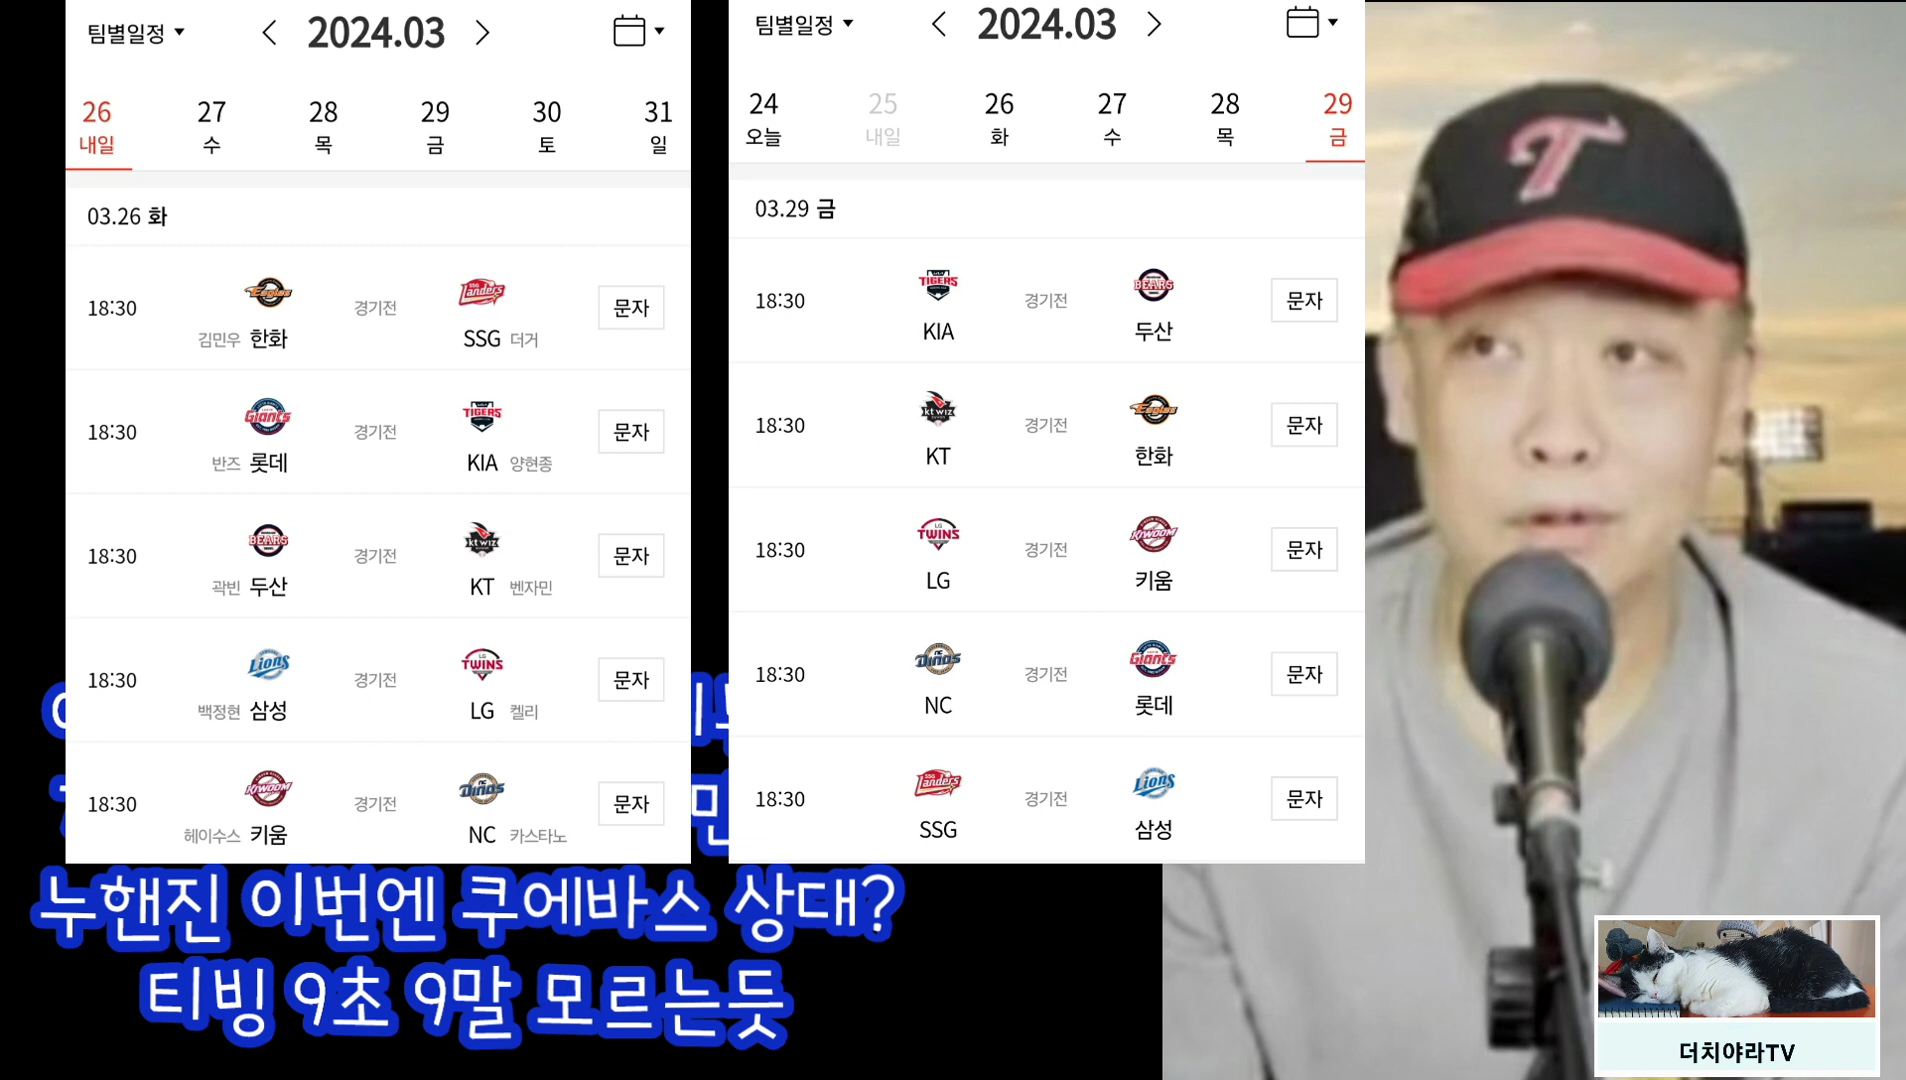 팀별일정
2024.03
26 27 28 29 30 31
내일 수 목 금 토 일
03.26 화
18:30 김민우 한화 경기전 SSG 더거 문자
18:30 반즈 롯데 경기전 KIA 양현종 문자
18:30 곽빈 두산 경기전 KT 벤자민 문자
18:30 백정현 삼성 경기전 LG 켈리 문자
18:30 헤이수스 키움 경기전 NC 카스타노 문자
팀별일정
2024.03
24 25 26 27 28 29
오늘 내일 화 수 목 금
03.29 금
18:30 KIA 경기전 두산 문자
18:30 KT 경기전 한화 문자
18:30 LG 경기전 키움 문자
18:30 NC 경기전 롯데 문자
18:30 SSG 경기전 삼성 문자
누핸진 이번엔 쿠에바스 상대?
티빙 9초 9말 모르는듯
더치야라TV